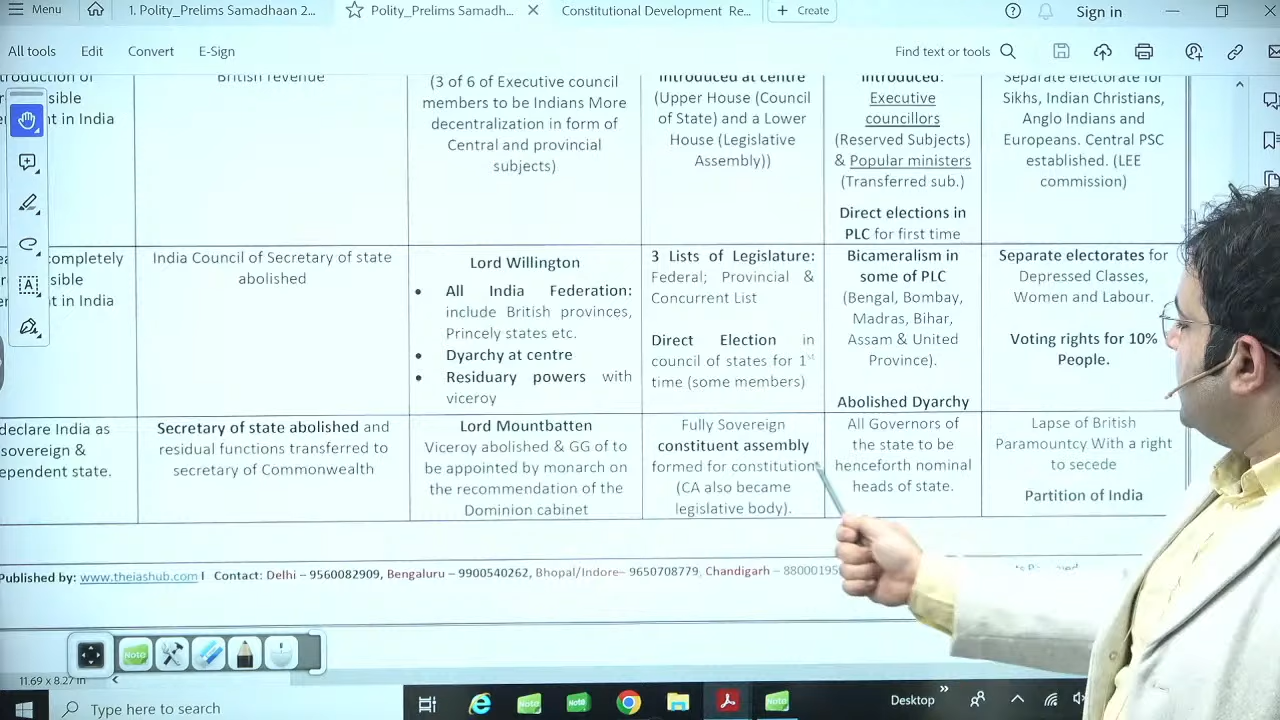 Menu
1. Polity_Prelims Samadhaan 2...
Polity_Prelims Samadh...
Constitutional Development Re...
+ Create
Sign in
All tools
Edit
Convert
E-Sign
Find text or tools
in India
British revenue
(3 of 6 of Executive council
members to be Indians More
decentralization in form of
Central and provincial
subjects)
Introduced at centre
(Upper House (Council
of State) and a Lower
House (Legislative
Assembly))
Introduced:
Executive
councillors
(Reserved Subjects)
& Popular ministers
(Transferred sub.)
Direct elections in
PLC for first time
Separate electorate for
Sikhs, Indian Christians,
Anglo Indians and
Europeans. Central PSC
established. (LEE
commission)
in India
India Council of Secretary of state
abolished
Lord Willington
• All India Federation:
include British provinces,
Princely states etc.
• Dyarchy at centre
• Residuary powers with
viceroy
3 Lists of Legislature:
Federal; Provincial &
Concurrent List
Direct Election in
council of states for 1st
time (some members)
Bicameralism in
some of PLC
(Bengal, Bombay,
Madras, Bihar,
Assam & United
Province).
Abolished Dyarchy
Separate electorates for
Depressed Classes,
Women and Labour.
Voting rights for 10%
People.
declare India as
sovereign &
ependent state.
Secretary of state abolished and
residual functions transferred to
secretary of Commonwealth
Lord Mountbatten
Viceroy abolished & GG of to
be appointed by monarch on
the recommendation of the
Dominion cabinet
Fully Sovereign
constituent assembly
formed for constitution
(CA also became
legislative body).
All Governors of
the state to be
henceforth nominal
heads of state.
Lapse of British
Paramountcy With a right
to secede
Partition of India
Published by: www.theiashub.com I Contact: Delhi – 9560082909, Bengaluru – 9900540262, Bhopal/Indore– 9650708779, Chandigarh – 88000195
Note
11.69 x 8.27 in
Type here to search
Note
Note
Note
Desktop